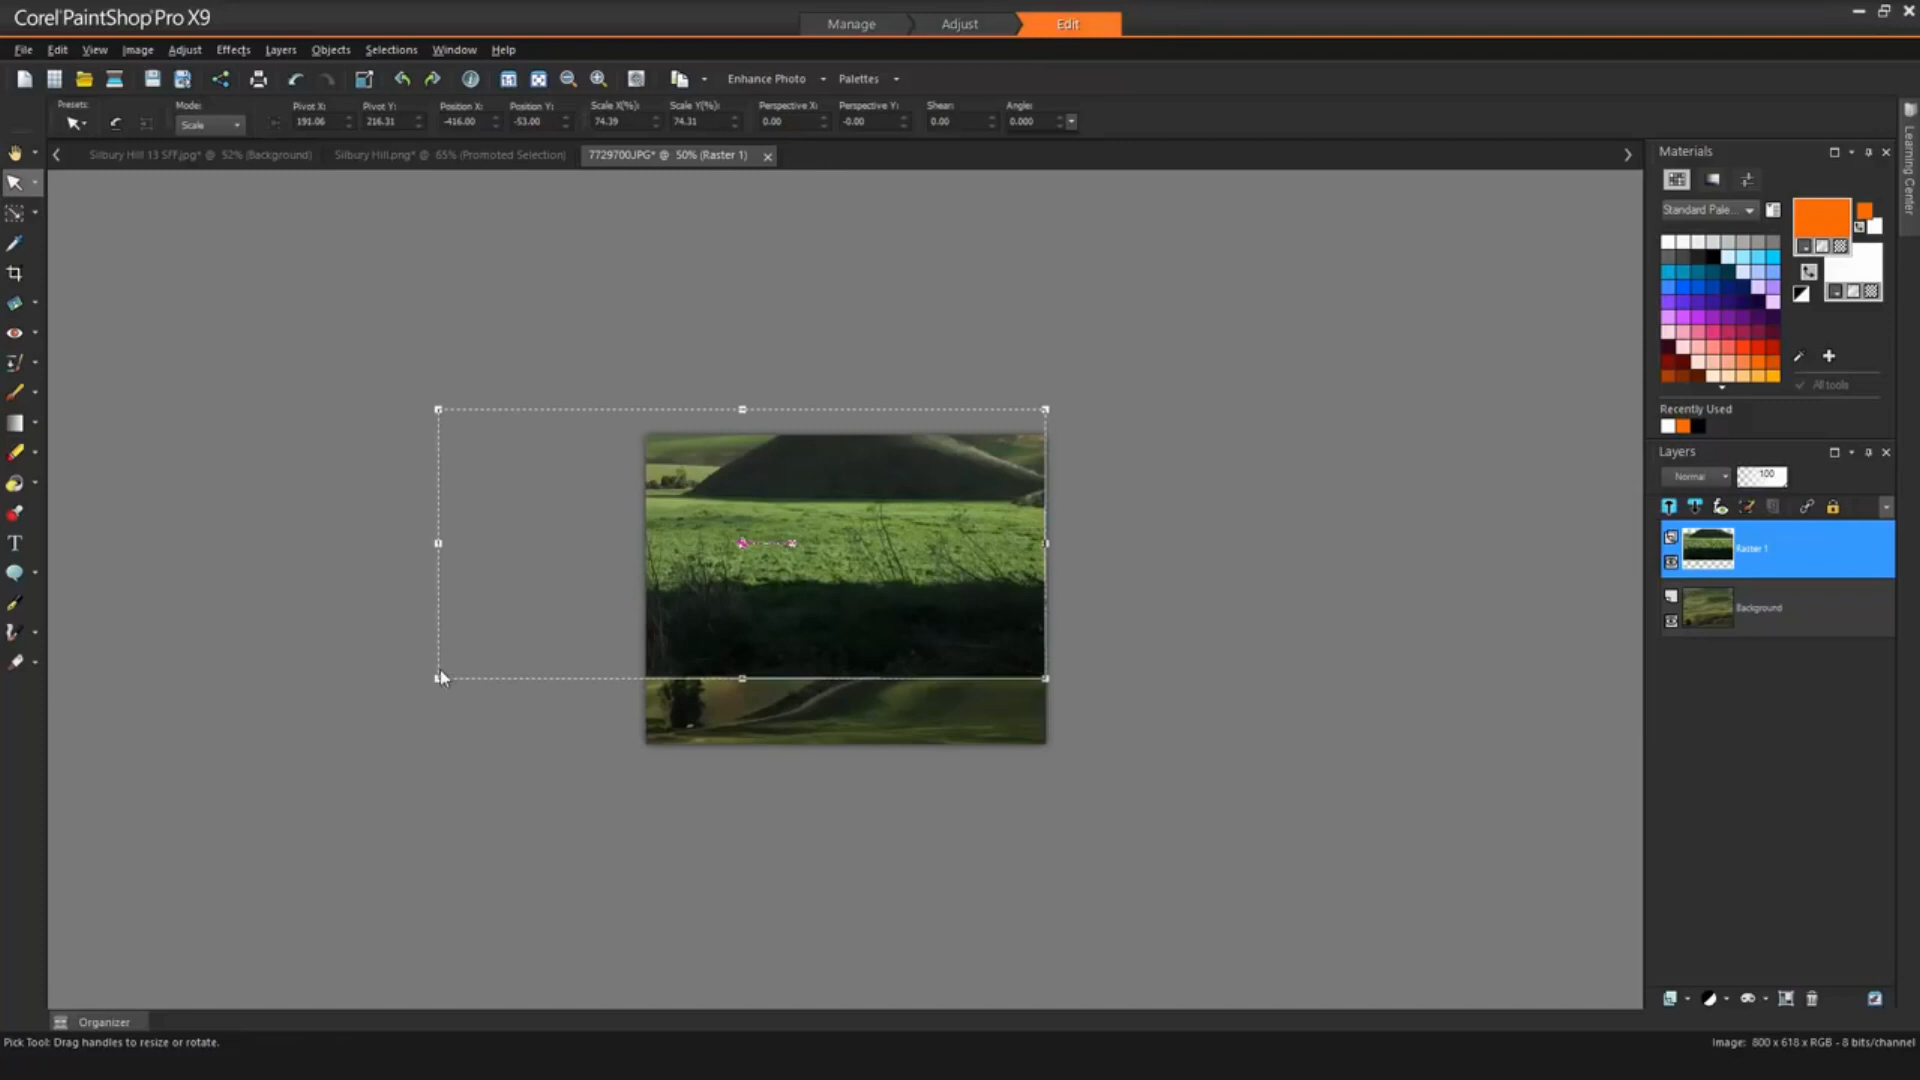 Corel PaintShop Pro X9
Manage
Adjust
Edit
File Edit View Image Adjust Effects Layers Objects Selections Window Help
Enhance Photo
Palettes
Presets:
Mode:
Pivot X:
Pivot Y:
Position X:
Position Y:
Scale X(%):
Scale Y(%):
Perspective X:
Perspective Y:
Shear:
Angle:
Scale
191.06
216.31
-416.00
-53.00
74.39
74.31
0.00
-0.00
0.00
0.000
Silbury Hill 13 SFF.jpg* @ 52% (Background)
Silbury Hill.png* @ 65% (Promoted Selection)
7729700JPG* @ 50% (Raster 1)
Materials
Learning Center
Standard Pale...
All tools
Recently Used
Layers
Normal
100
Raster 1
Background
T
Organizer
Pick Tool: Drag handles to resize or rotate.
Image: 800 x 618 x RGB - 8 bits/channel